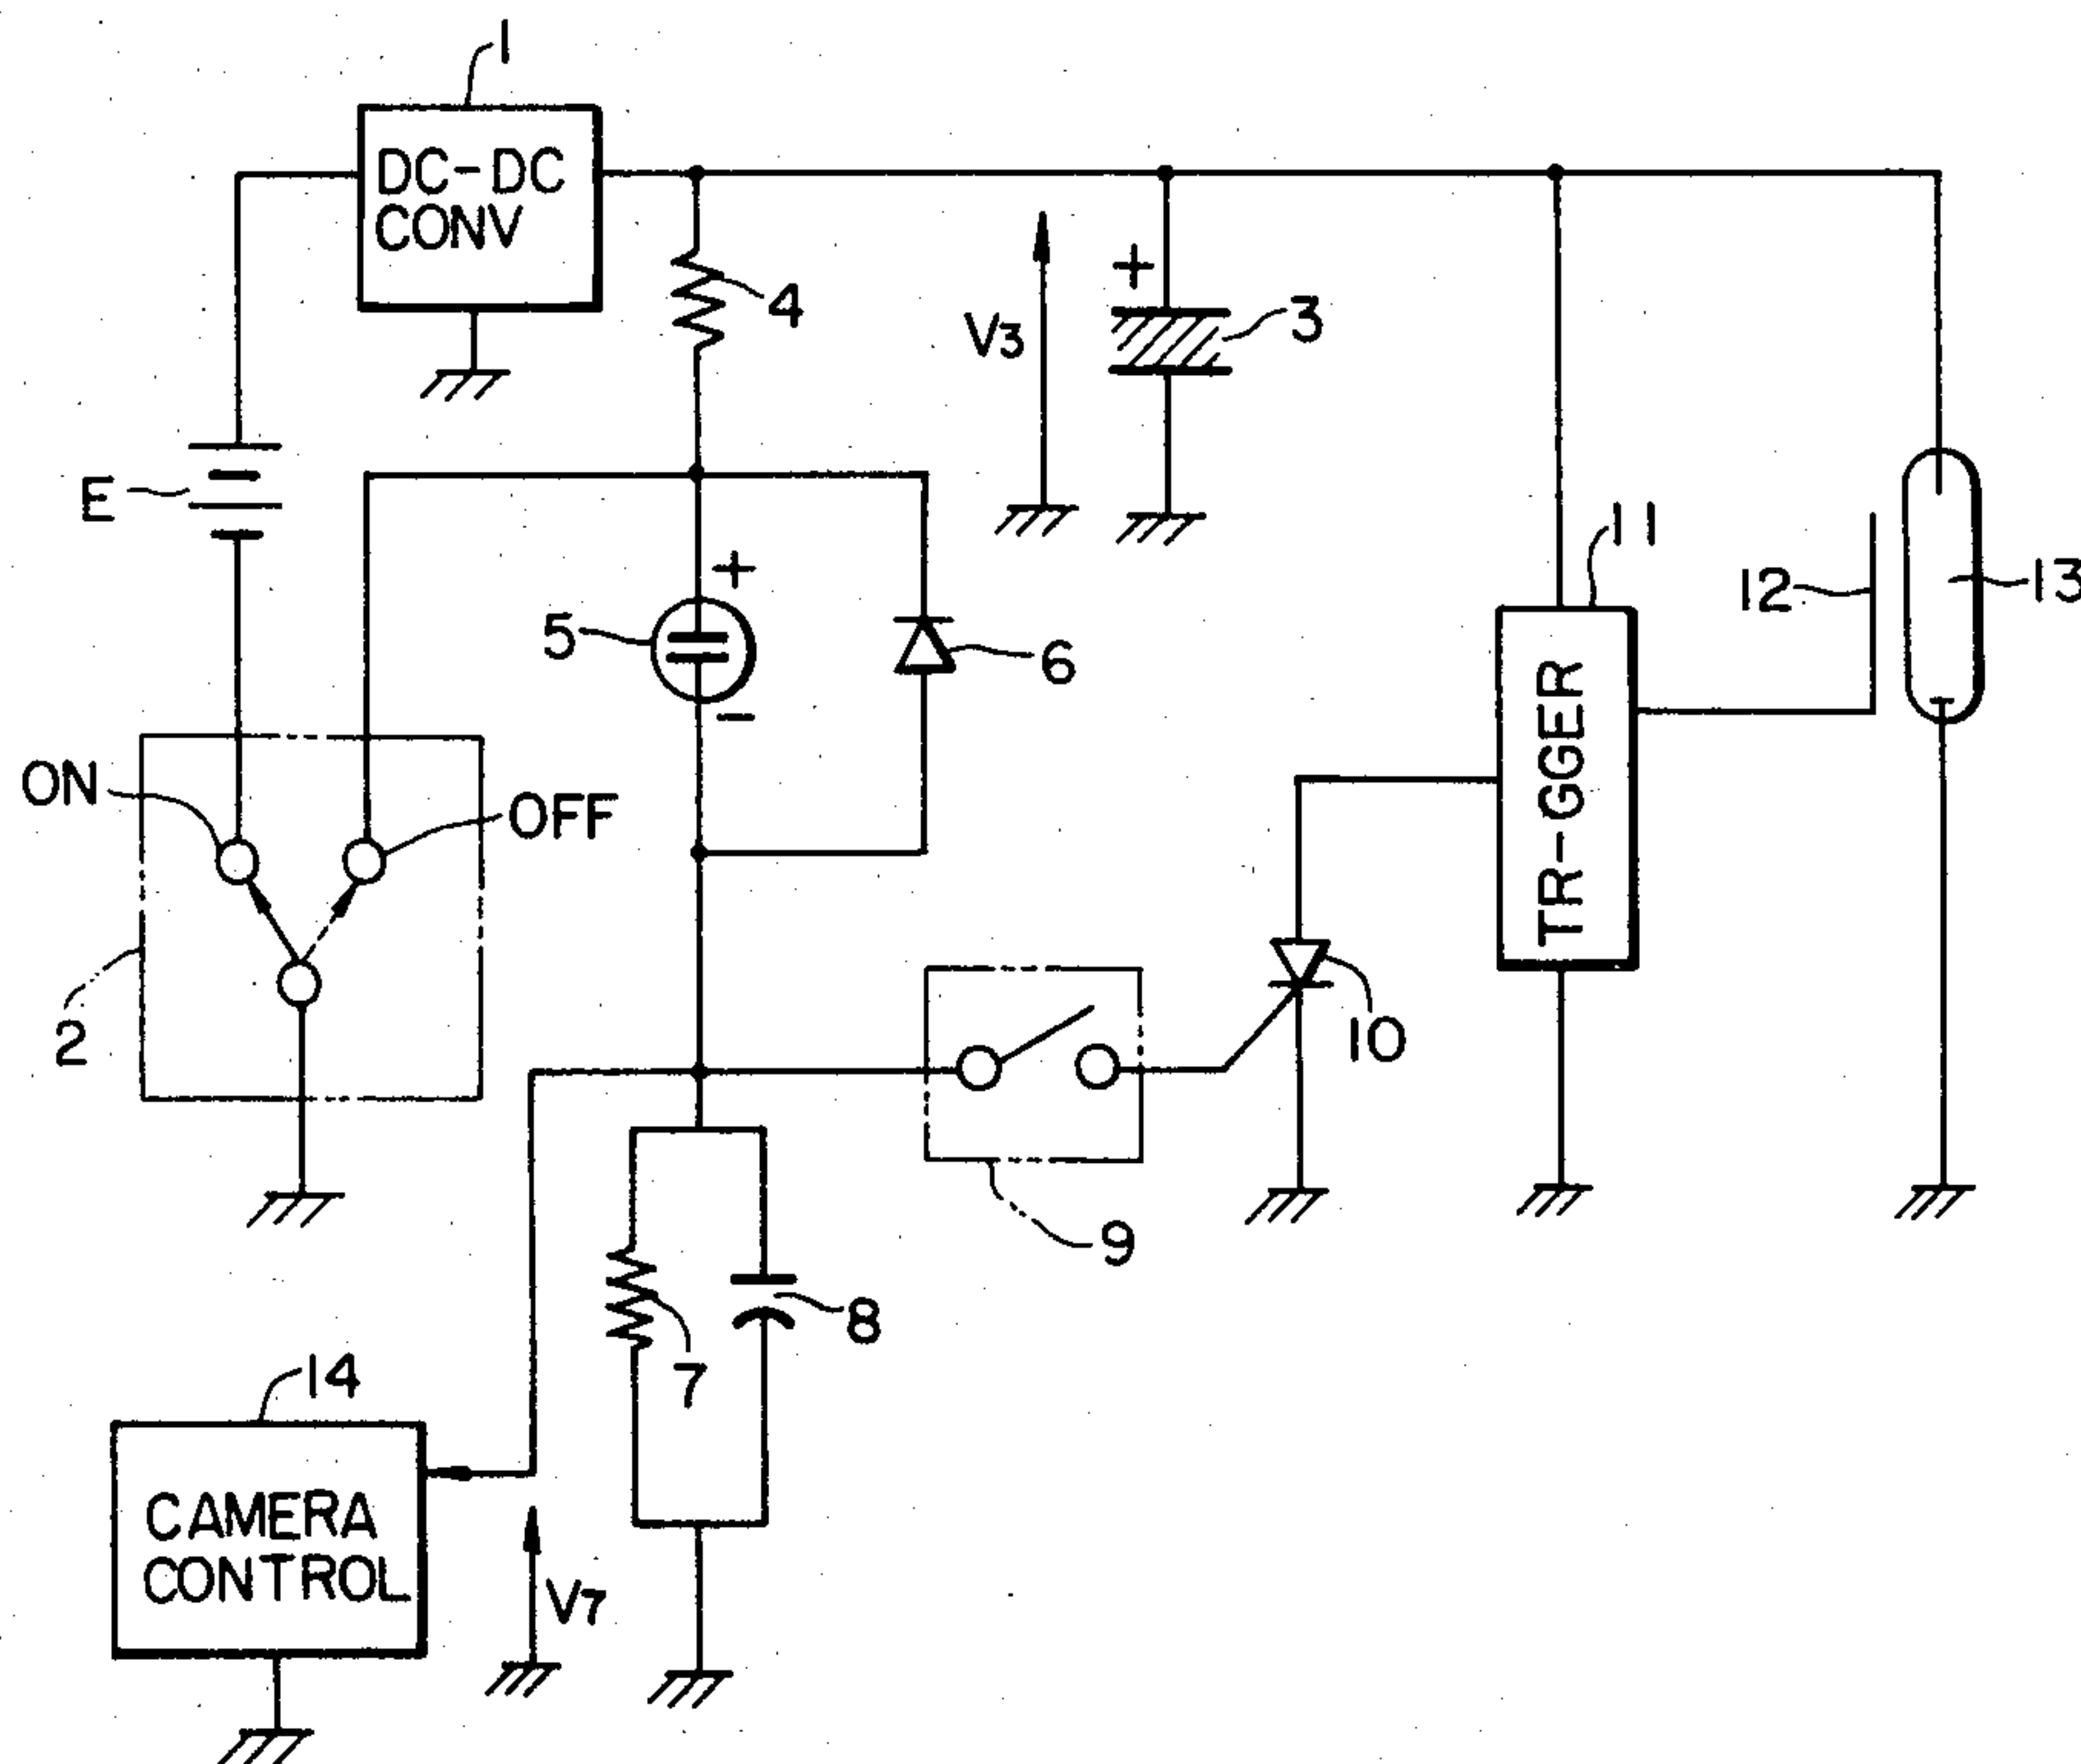 1
DC-DC
CONV
4
+
V3
3
E
+
5
6
-
11
12
13
ON
OFF
TR-GGER
2
10
9
8
7
14
CAMERA
CONTROL
V7